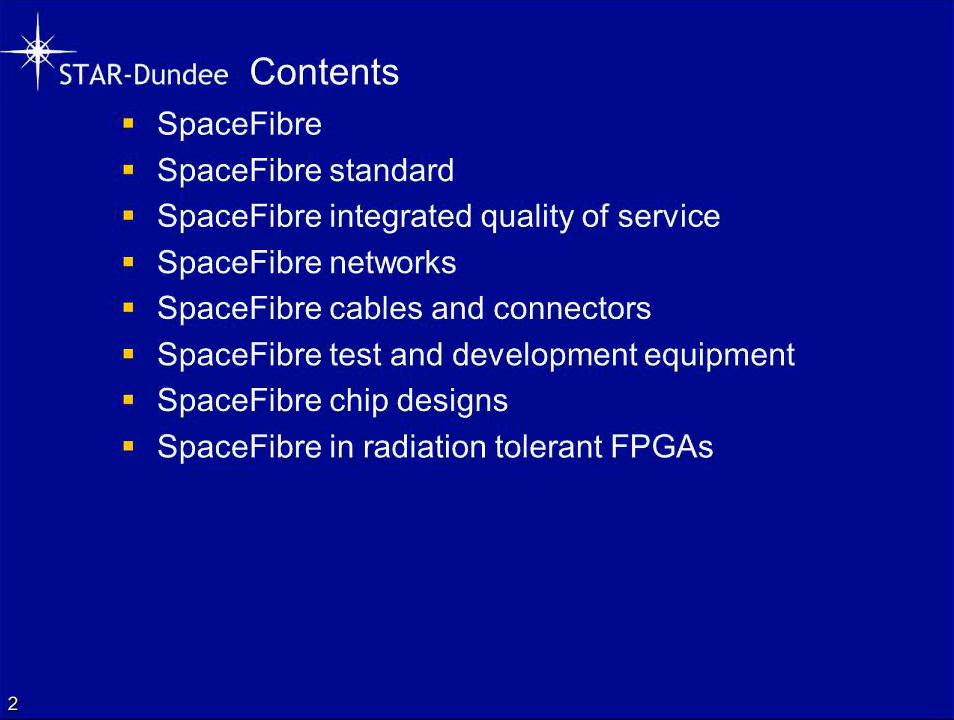 STAR-Dundee Contents
SpaceFibre
SpaceFibre standard
SpaceFibre integrated quality of service
SpaceFibre networks
SpaceFibre cables and connectors
SpaceFibre test and development equipment
SpaceFibre chip designs
SpaceFibre in radiation tolerant FPGAs
2